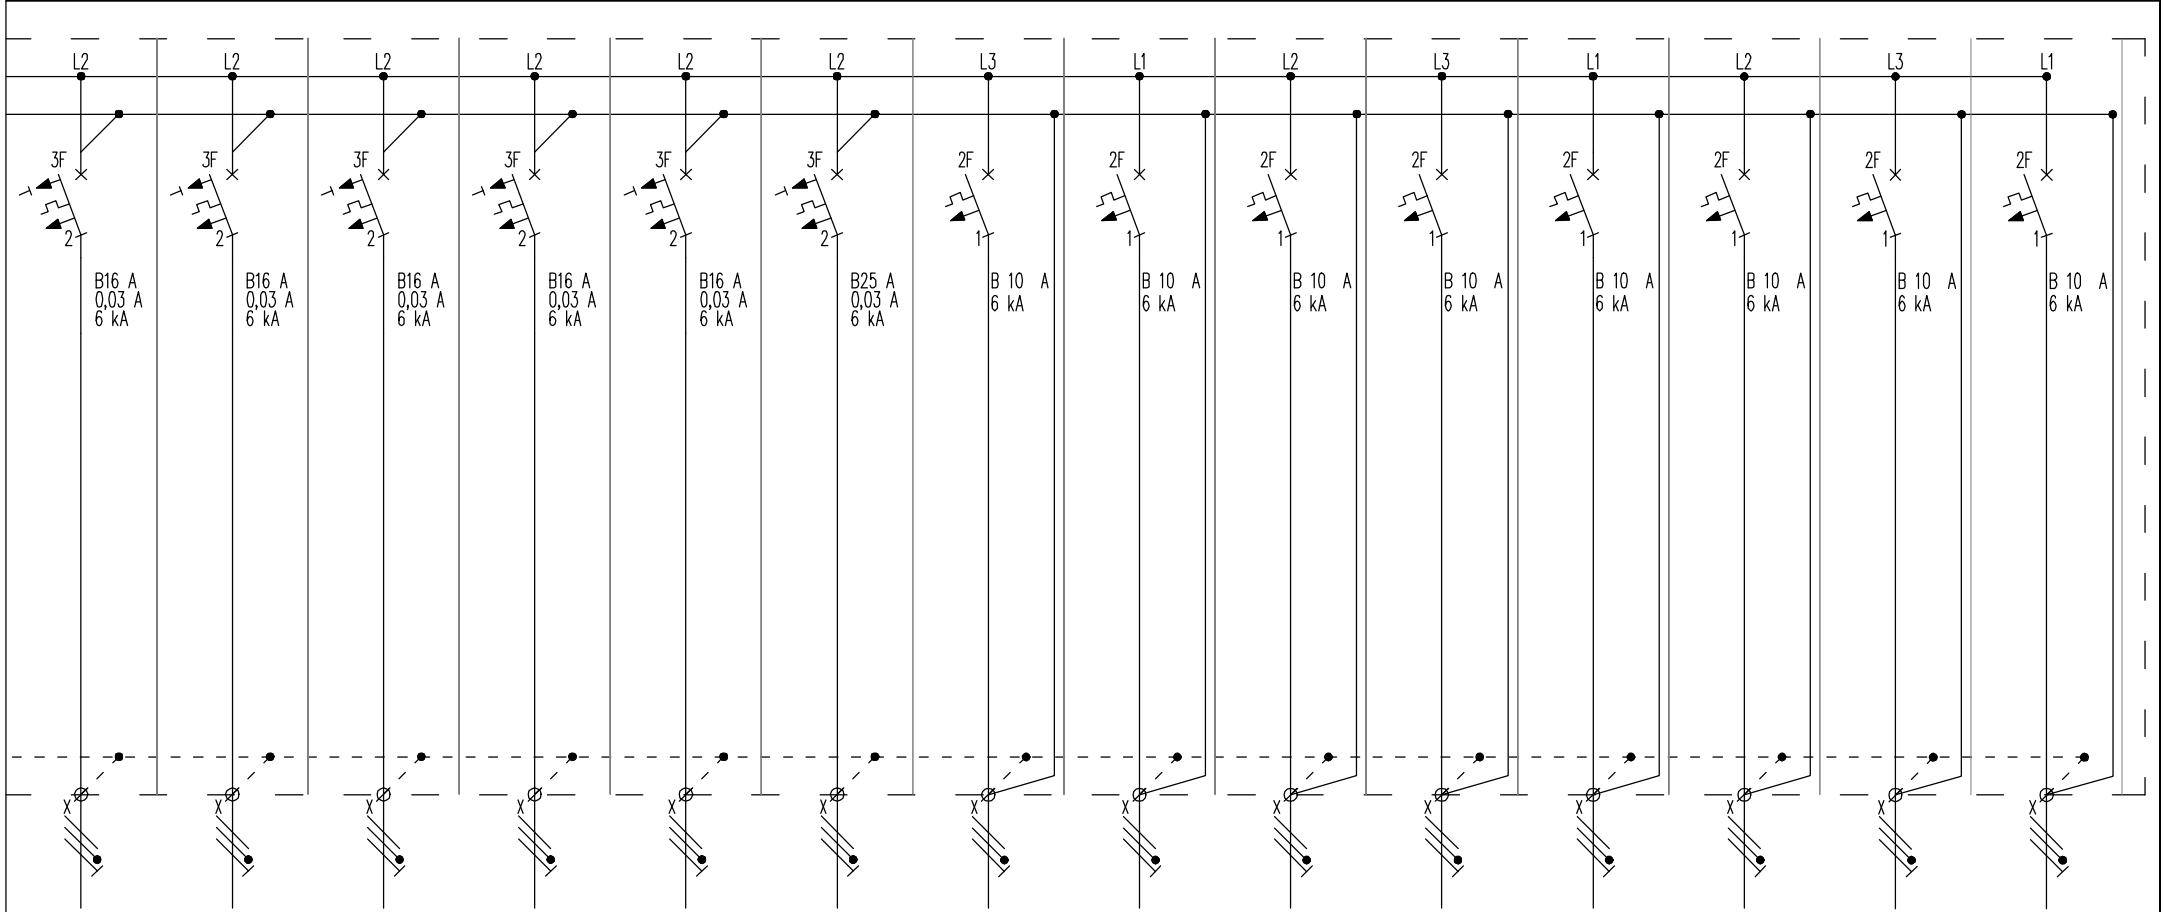 L2 L2 L2 L2 L2 L2 L3 L1 L2 L3 L1 L2 L3 L1
3F 3F 3F 3F 3F 3F 2F 2F 2F 2F 2F 2F 2F 2F
2 2 2 2 2 2 1 1 1 1 1 1 1 1
B16 A
0,03 A
6 kA
B16 A
0,03 A
6 kA
B16 A
0,03 A
6 kA
B16 A
0,03 A
6 kA
B16 A
0,03 A
6 kA
B25 A
0,03 A
6 kA
B 10 A
6 kA
B 10 A
6 kA
B 10 A
6 kA
B 10 A
6 kA
B 10 A
6 kA
B 10 A
6 kA
B 10 A
6 kA
B 10 A
6 kA
X X X X X X X X X X X X X X